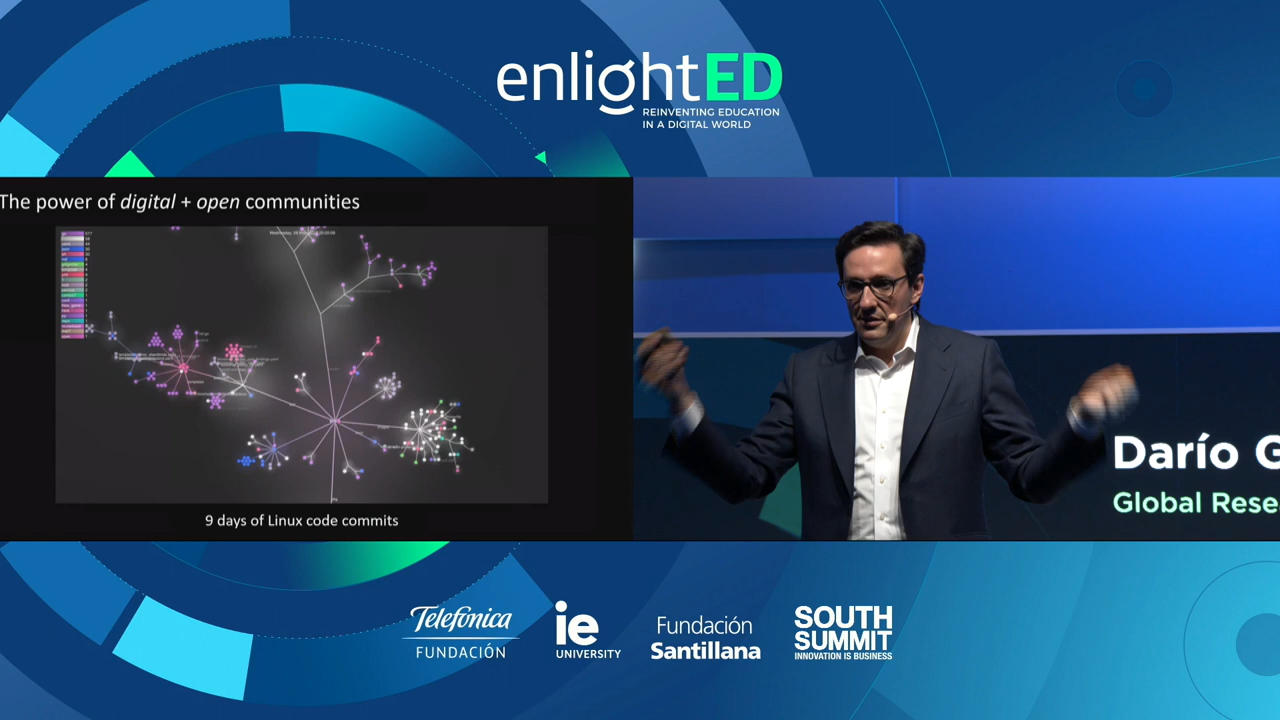 enlightED
REINVENTING EDUCATION
IN A DIGITAL WORLD
The power of digital + open communities
9 days of Linux code commits
Darío G
Global Rese
Telefónica
FUNDACIÓN
ie
UNIVERSITY
Fundación
Santillana
SOUTH
SUMMIT
INNOVATION IS BUSINESS